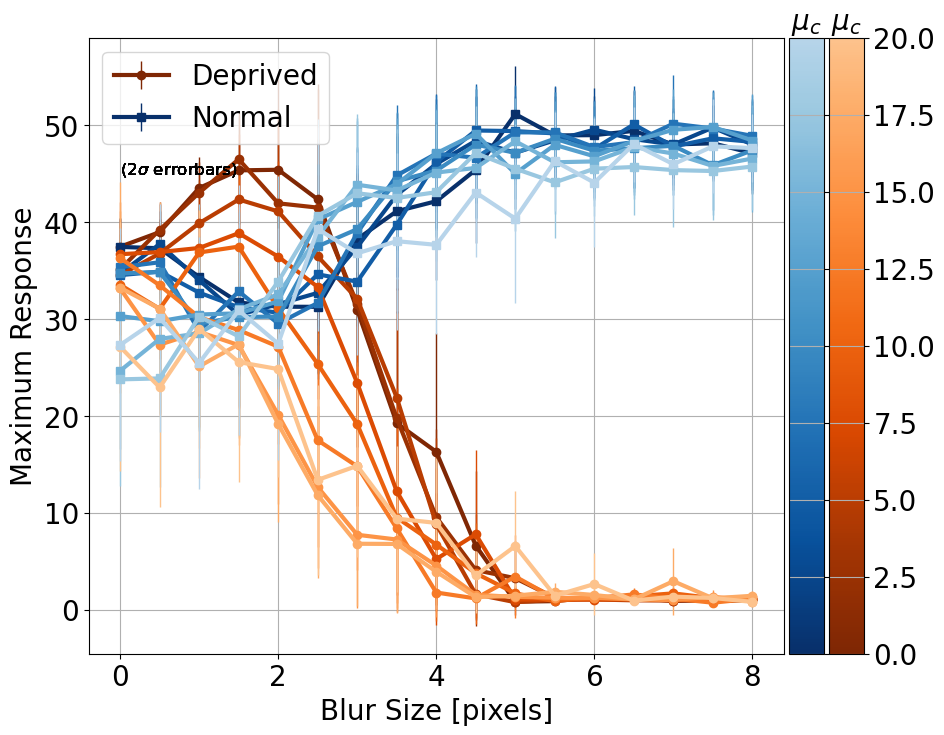 μc μc
Deprived
Normal
(2σ errorbars)
Maximum Response
50
40
30
20
10
0
0 2 4 6 8
Blur Size [pixels]
20.0
17.5
15.0
12.5
10.0
7.5
5.0
2.5
0.0